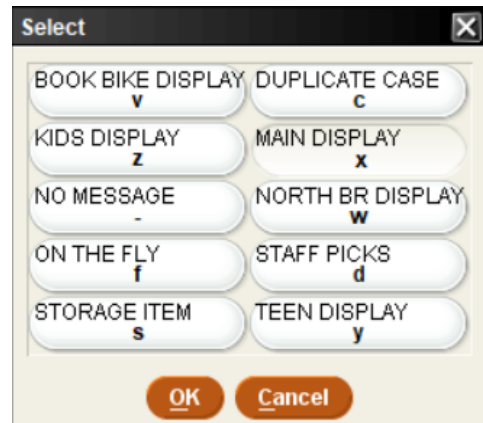 Select
BOOK BIKE DISPLAY
v
DUPLICATE CASE
c
KIDS DISPLAY
z
MAIN DISPLAY
x
NO MESSAGE
-
NORTH BR DISPLAY
w
ON THE FLY
f
STAFF PICKS
d
STORAGE ITEM
s
TEEN DISPLAY
y
OK
Cancel